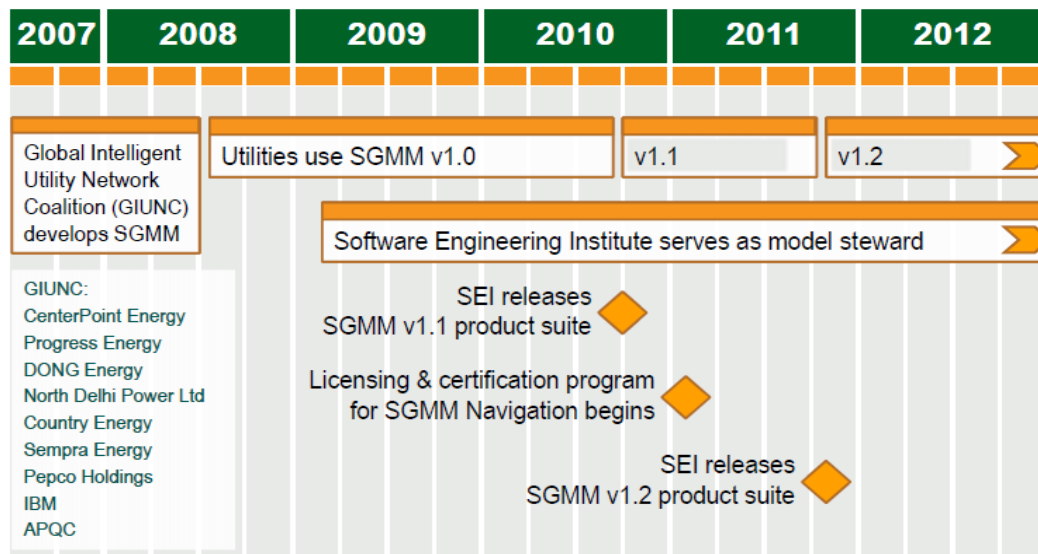 2007 2008 2009 2010 2011 2012
Global Intelligent
Utility Network
Coalition (GIUNC)
develops SGMM
Utilities use SGMM v1.0
v1.1
v1.2
Software Engineering Institute serves as model steward
GIUNC:
CenterPoint Energy
Progress Energy
DONG Energy
North Delhi Power Ltd
Country Energy
Sempra Energy
Pepco Holdings
IBM
APQC
SEI releases
SGMM v1.1 product suite
Licensing & certification program
for SGMM Navigation begins
SEI releases
SGMM v1.2 product suite